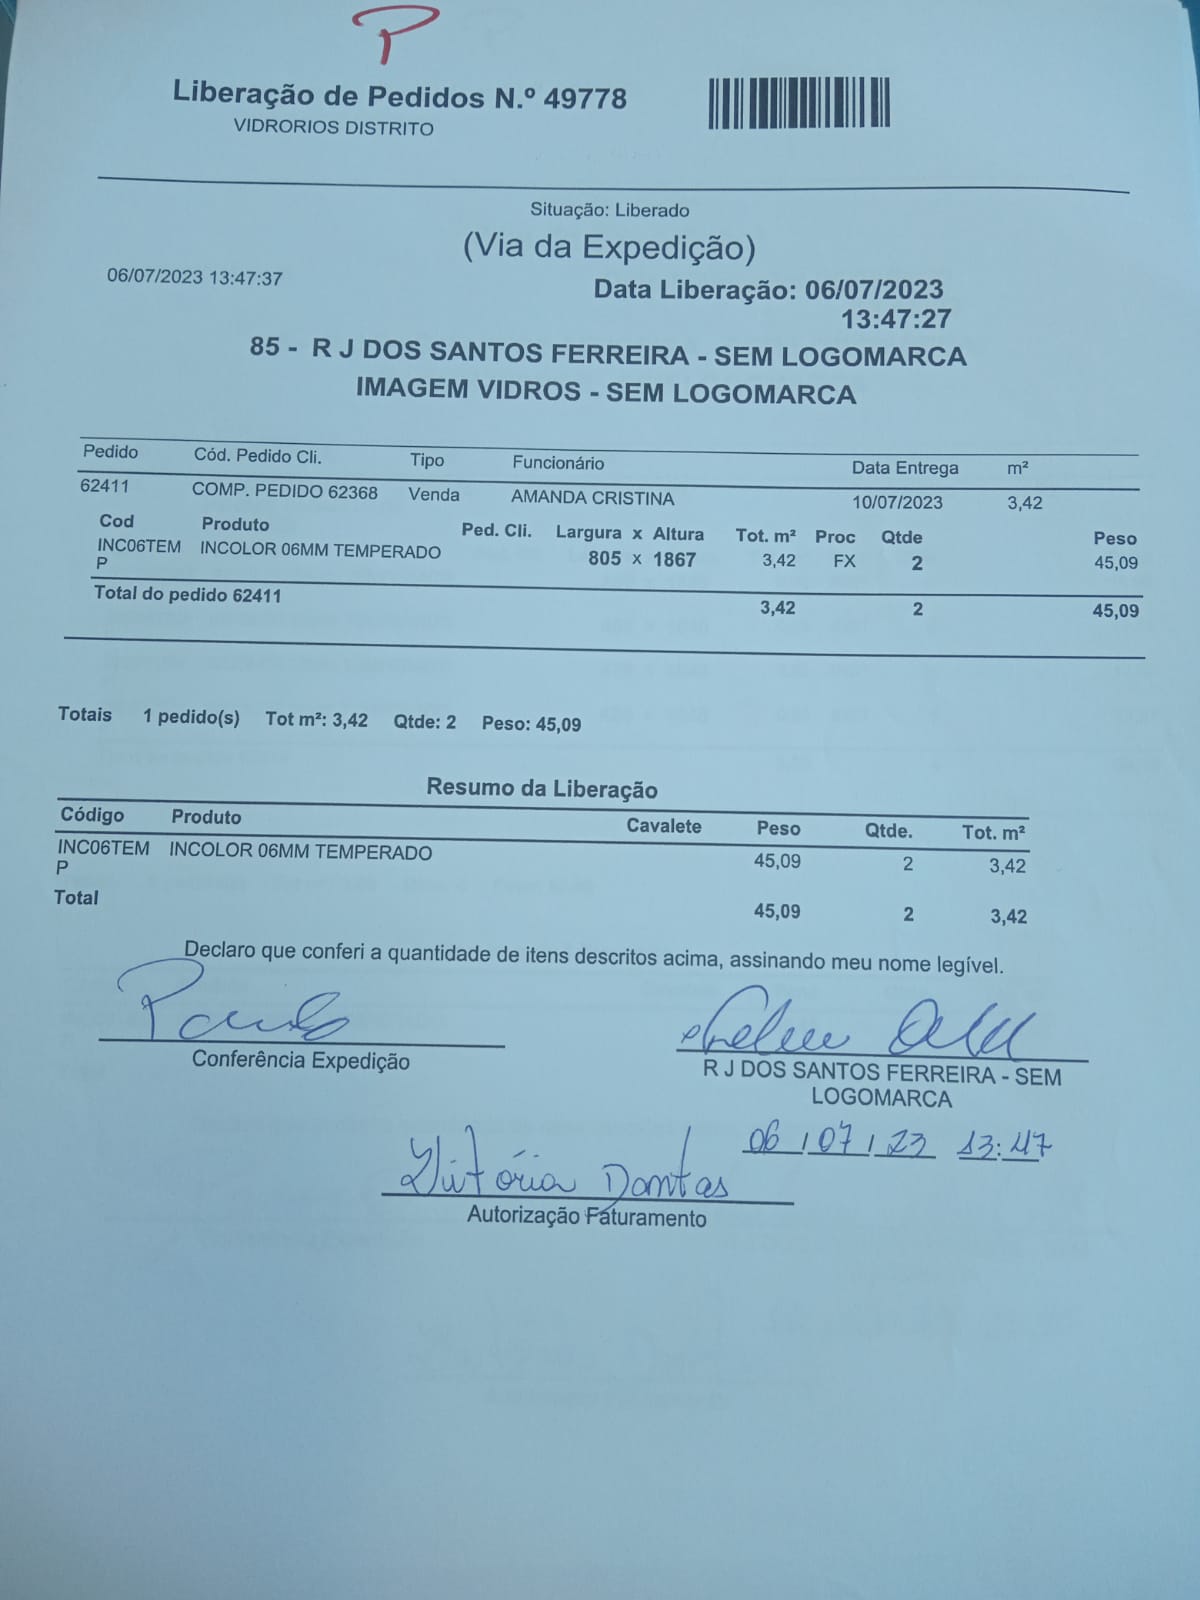 P
Liberação de Pedidos N.º 49778
VIDRORIOS DISTRITO
Situação: Liberado
(Via da Expedição)
06/07/2023 13:47:37
Data Liberação: 06/07/2023
13:47:27
85 - R J DOS SANTOS FERREIRA - SEM LOGOMARCA
IMAGEM VIDROS - SEM LOGOMARCA
Pedido Cód. Pedido Cli. Tipo Funcionário Data Entrega m²
62411 COMP. PEDIDO 62368 Venda AMANDA CRISTINA 10/07/2023 3,42
Cod Produto Ped. Cli. Largura x Altura Tot. m² Proc Qtde Peso
INC06TEM INCOLOR 06MM TEMPERADO 805 x 1867 3,42 FX 2 45,09
P
Total do pedido 62411 3,42 2 45,09
Totais 1 pedido(s) Tot m²: 3,42 Qtde: 2 Peso: 45,09
Resumo da Liberação
Código Produto Cavalete Peso Qtde. Tot. m²
INC06TEM INCOLOR 06MM TEMPERADO 45,09 2 3,42
P
Total 45,09 2 3,42
Declaro que conferi a quantidade de itens descritos acima, assinando meu nome legível.
Paulo
Conferência Expedição
R J DOS SANTOS FERREIRA - SEM
LOGOMARCA
06/07/23 13:47
Vitória Dantas
Autorização Faturamento